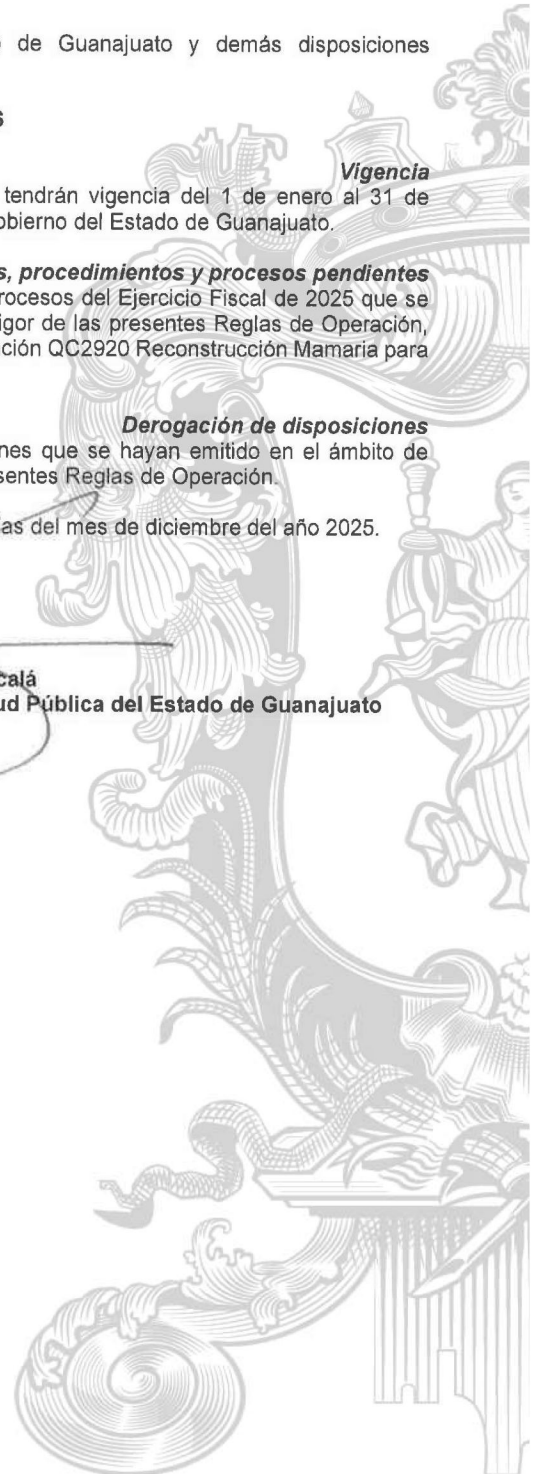 de Guanajuato y demás disposiciones
Vigencia
tendrán vigencia del 1 de enero al 31 de
obierno del Estado de Guanajuato.
s, procedimientos y procesos pendientes
rocesos del Ejercicio Fiscal de 2025 que se
igor de las presentes Reglas de Operación,
ción QC2920 Reconstrucción Mamaria para
Derogación de disposiciones
nes que se hayan emitido en el ámbito de
sentes Reglas de Operación.
ías del mes de diciembre del año 2025.
calá
ud Pública del Estado de Guanajuato